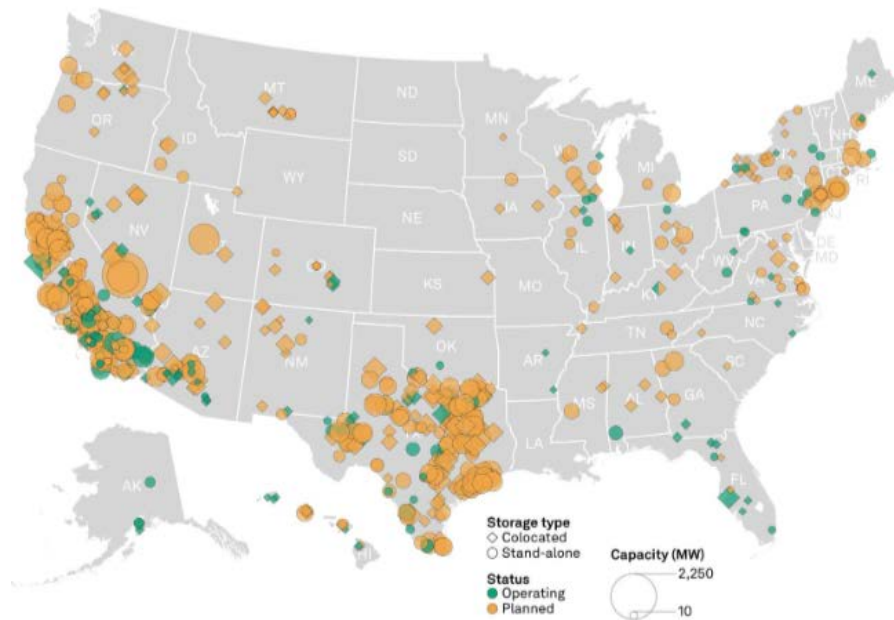 MT
ND
MN
ME
VT
NH
OR
ID
SD
MI
RI
WY
IA
PA
NJ
NE
NV
IL
IN
DE
MD
WV
VA
KS
MO
KY
NC
TN
AZ
NM
OK
AR
SC
MS
AL
GA
LA
FL
AK
HI
Storage type
Colocated
Stand-alone
Status
Operating
Planned
Capacity (MW)
2,250
10